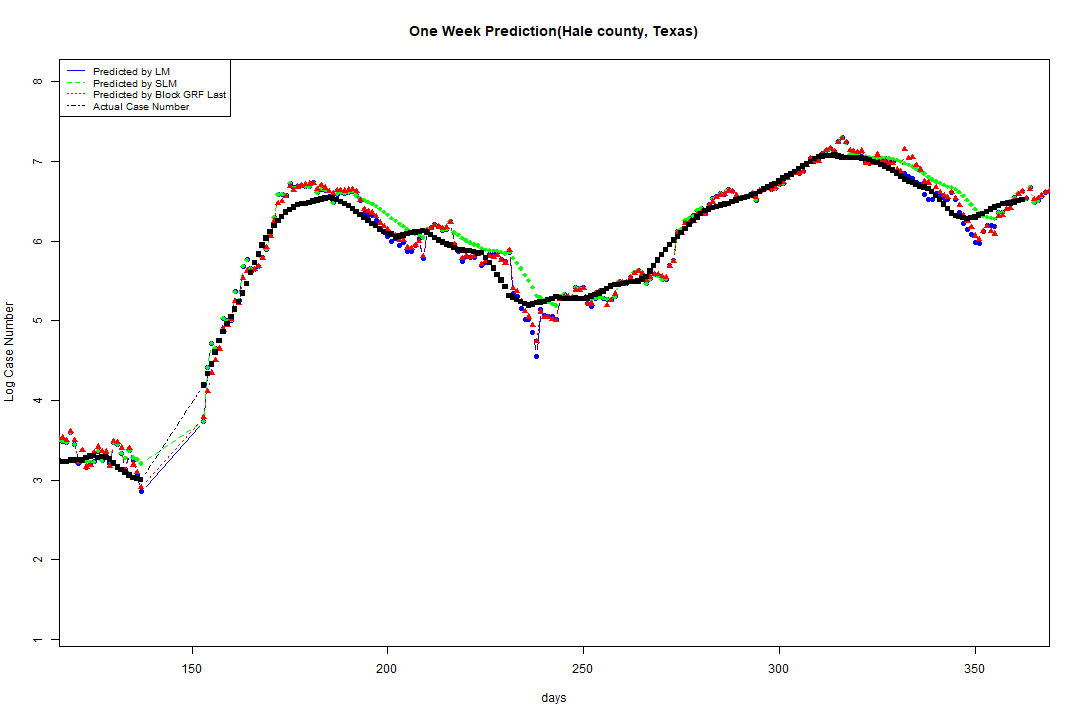 One Week Prediction(Hale county, Texas)
Predicted by LM
Predicted by SLM
Predicted by Block GRF Last
Actual Case Number
8
7
6
5
4
3
2
1
Log Case Number
150 200 250 300 350
days